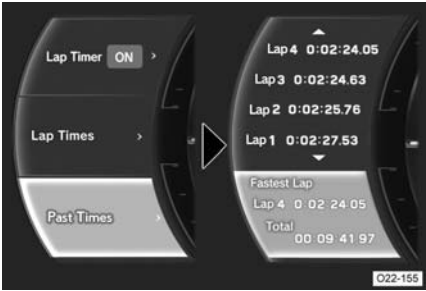 Lap Timer ON >
Lap Times >
Past Times >
Lap 4 0:02:24.05
Lap 3 0:02:24.63
Lap 2 0:02:25.76
Lap 1 0:02:27.53
Fastest Lap
Lap 4 0 02 24 05
Total
00 09 41 97
O22-155